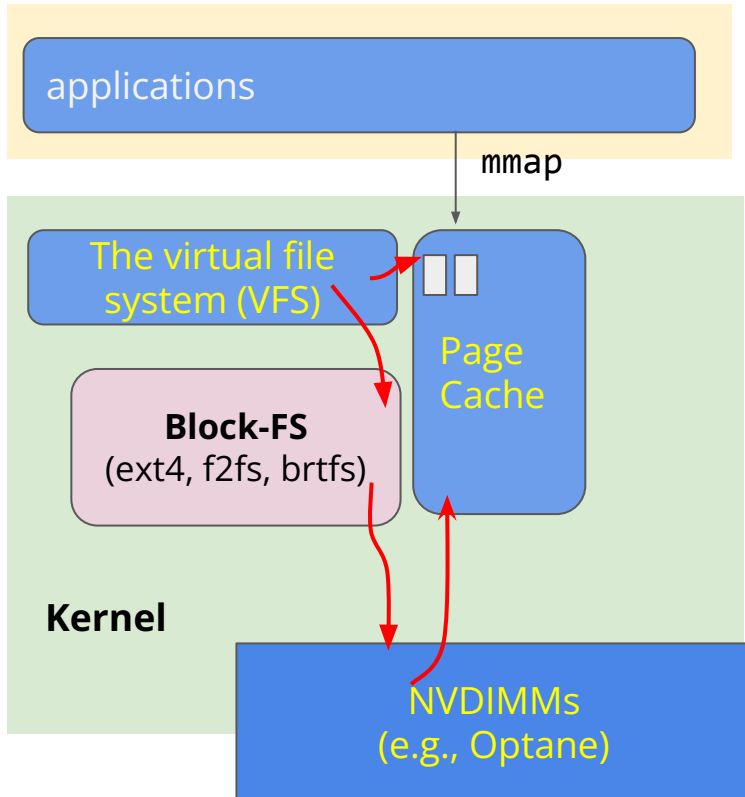 applications
mmap
The virtual file
system (VFS)
Page
Cache
Block-FS
(ext4, f2fs, brtfs)
Kernel
NVDIMMs
(e.g., Optane)